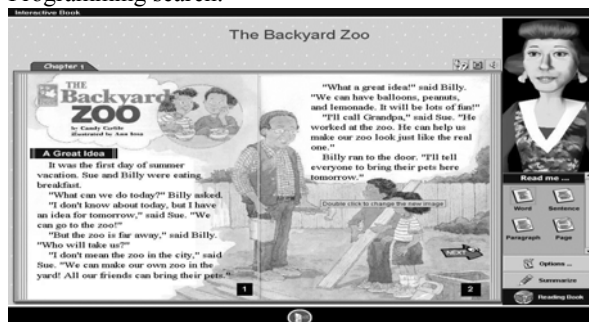 Programming search.
Interactive Book
The Backyard Zoo
Chapter 1
THE
Backyard
ZOO
by Candy Carlile
illustrated by Ann Iosa
A Great Idea
It was the first day of summer
vacation. Sue and Billy were eating
breakfast.
"What can we do today?" Billy asked.
"I don't know about today, but I have
an idea for tomorrow," said Sue. "We
can go to the zoo!"
"But the zoo is far away," said Billy.
"Who will take us?"
"I don't mean the zoo in the city," said
Sue. "We can make our own zoo in the
yard! All our friends can bring their pets."
1
"What a great idea!" said Billy.
"We can have balloons, peanuts,
and lemonade. It will be lots of fun!"
"I'll call Grandpa," said Sue. "He
worked at the zoo. He can help us
make our zoo look just like the real
one."
Billy ran to the door. "I'll tell
everyone to bring their pets here
tomorrow."
Double click to change the new image
NEXT
2
Read me ...
Word
Sentence
Paragraph
Page
Options ...
Summarize
Reading Book